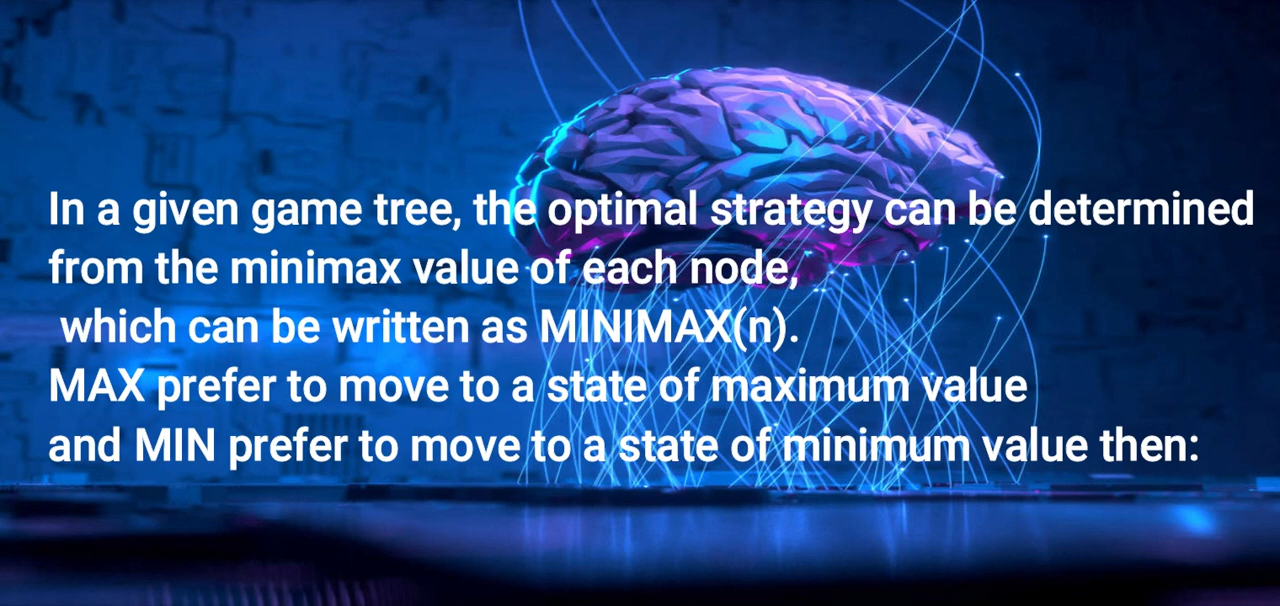 In a given game tree, the optimal strategy can be determined
from the minimax value of each node,
which can be written as MINIMAX(n).
MAX prefer to move to a state of maximum value
and MIN prefer to move to a state of minimum value then: